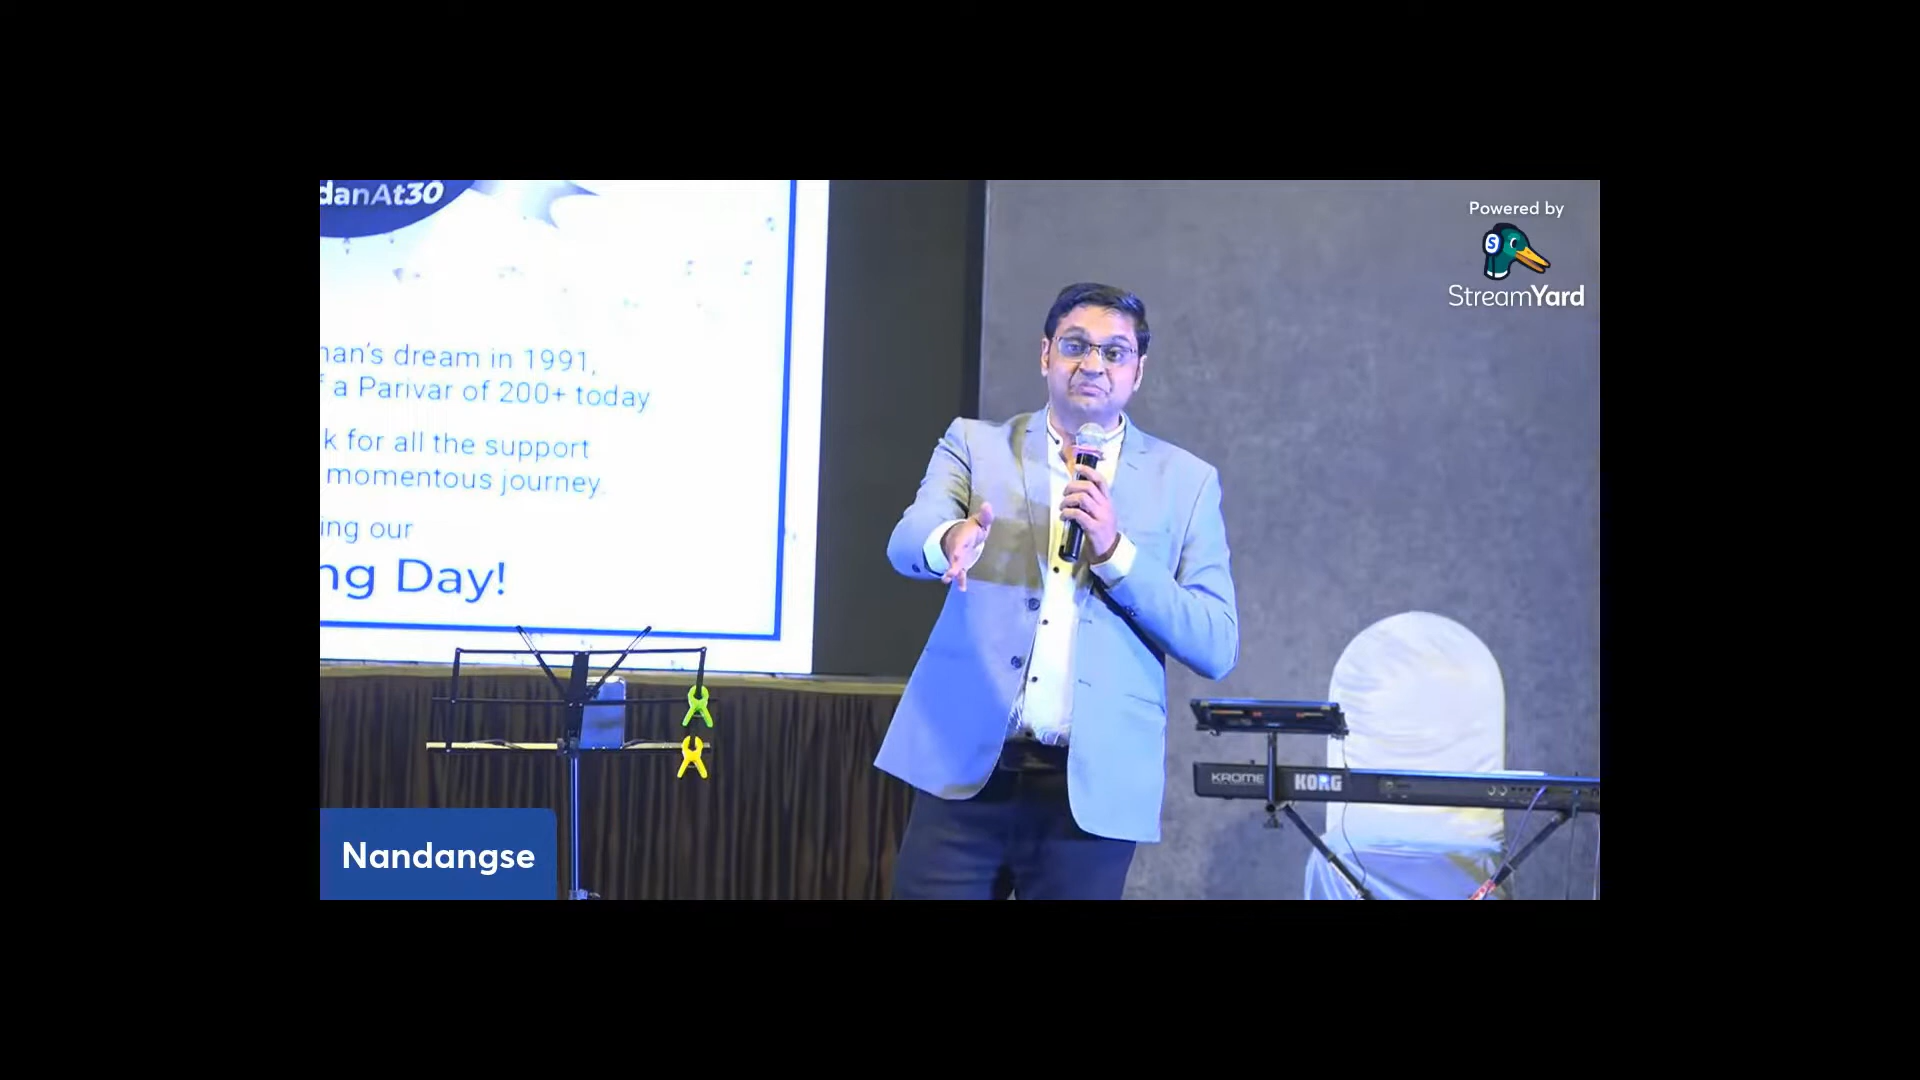 danAt30
Powered by
S
StreamYard
man's dream in 1991,
f a Parivar of 200+ today
k for all the support
momentous journey.
ing our
ng Day!
KROME
KORG
Nandangse